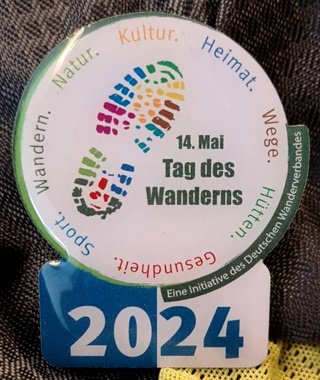 Sport. Wandern. Natur. Kultur. Heimat. Wege. Hütten. Gesundheit.
14. Mai
Tag des
Wanderns
Eine Initiative des Deutschen Wanderverbandes
2024